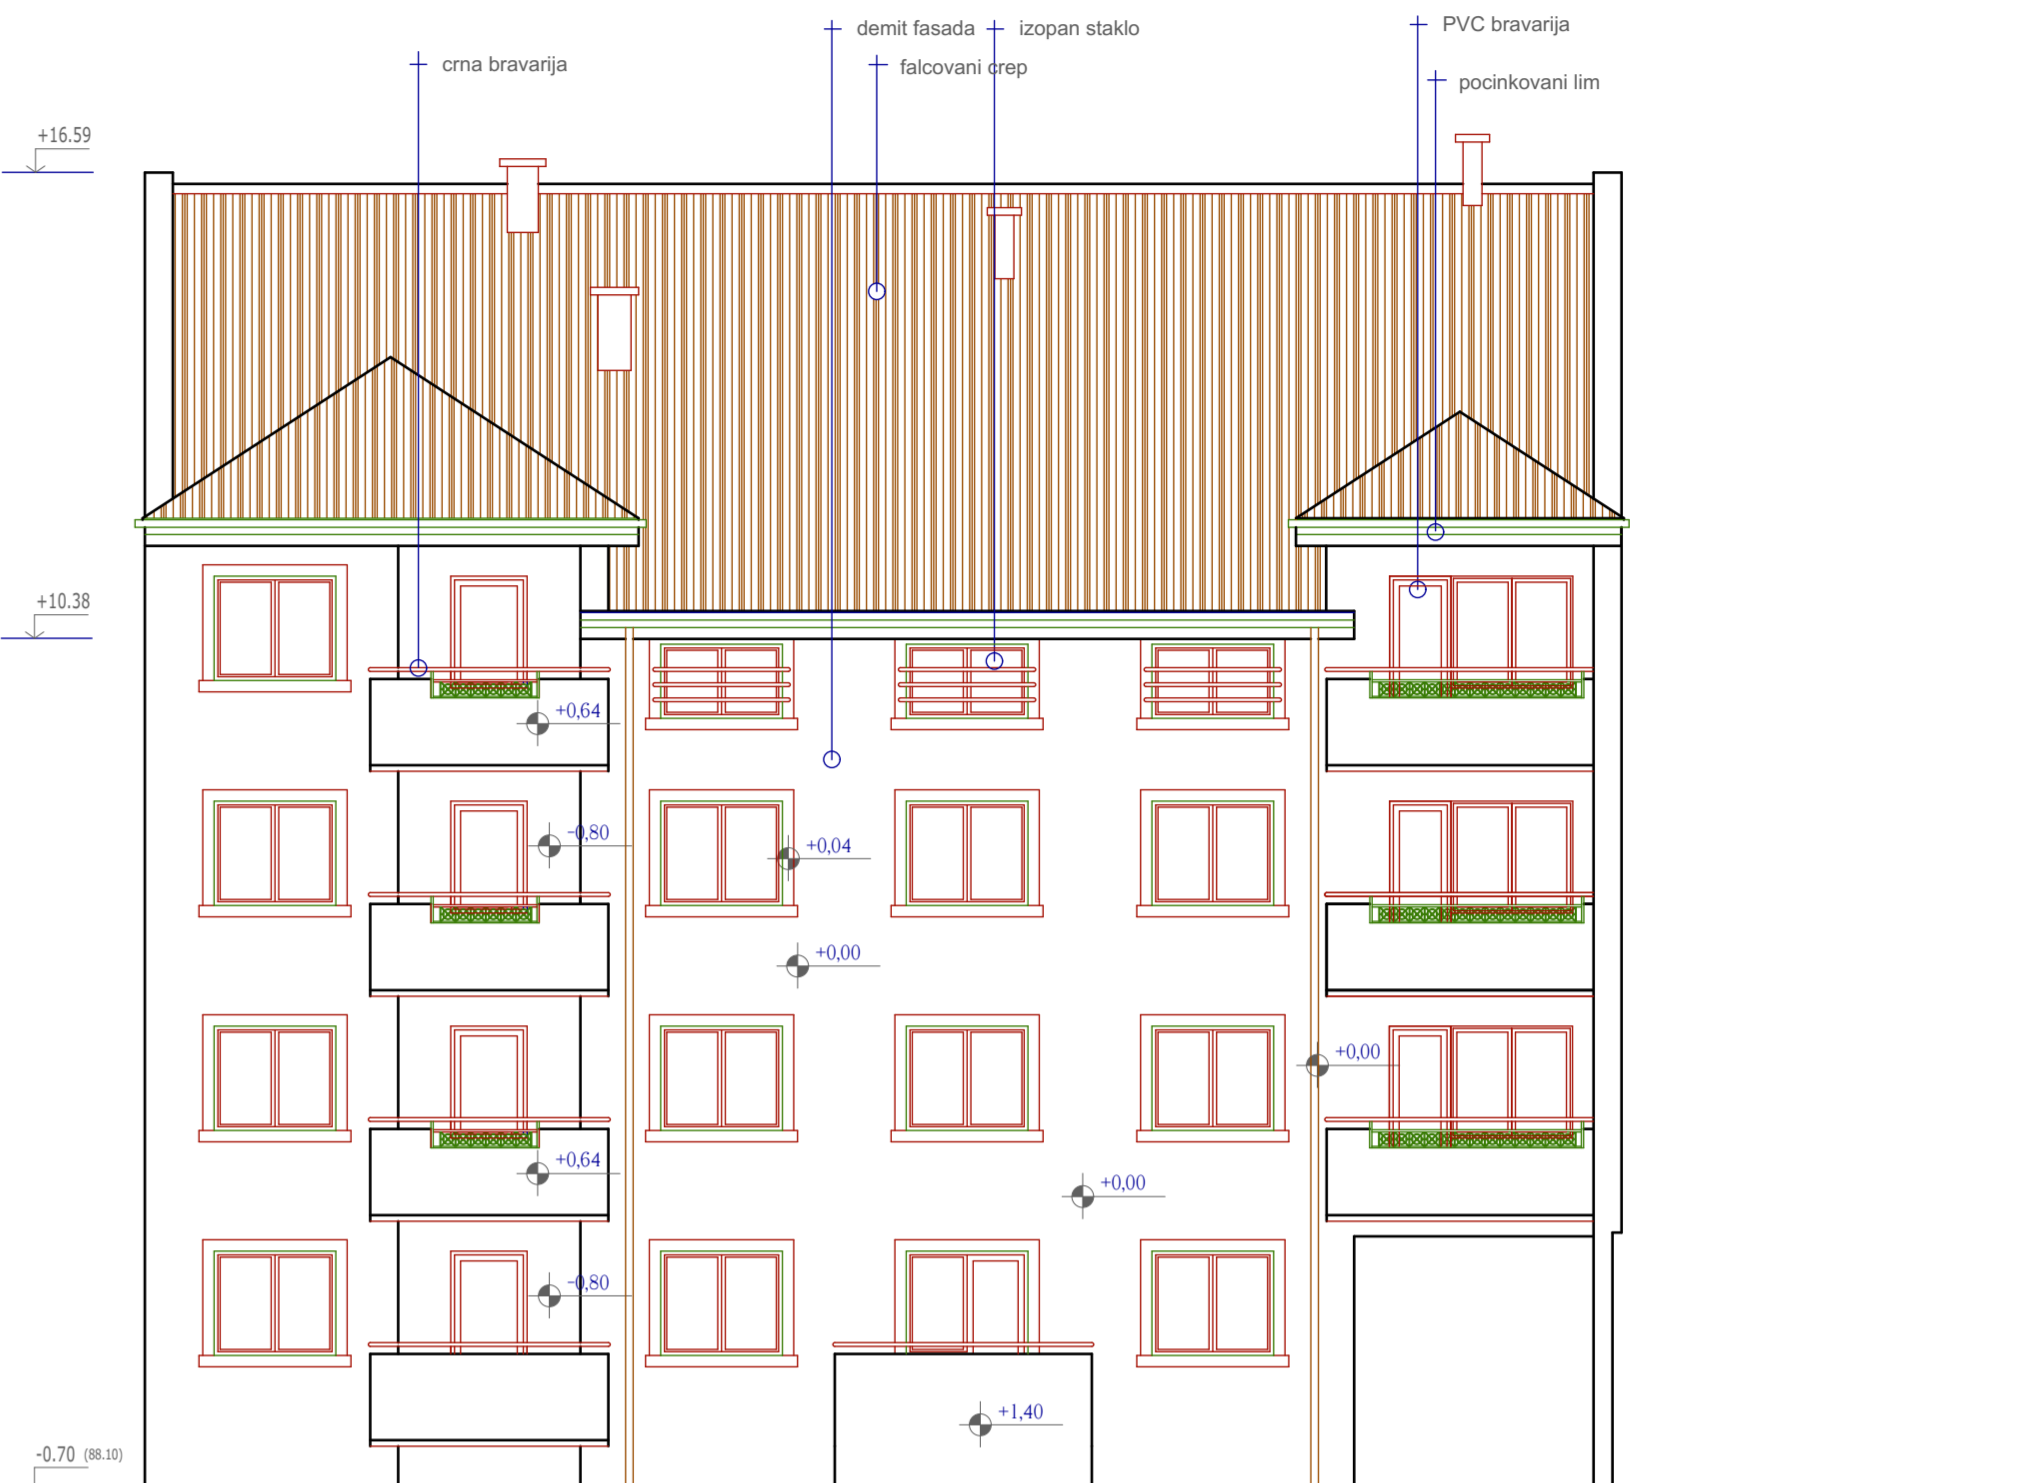 demit fasada
izopan staklo
PVC bravarija
crna bravarija
falcovani crep
pocinkovani lim
+16.59
+10.38
+0,64
-0,80
+0,04
+0,00
+0,00
+0,64
+0,00
-0,80
+1,40
-0.70 (88.10)